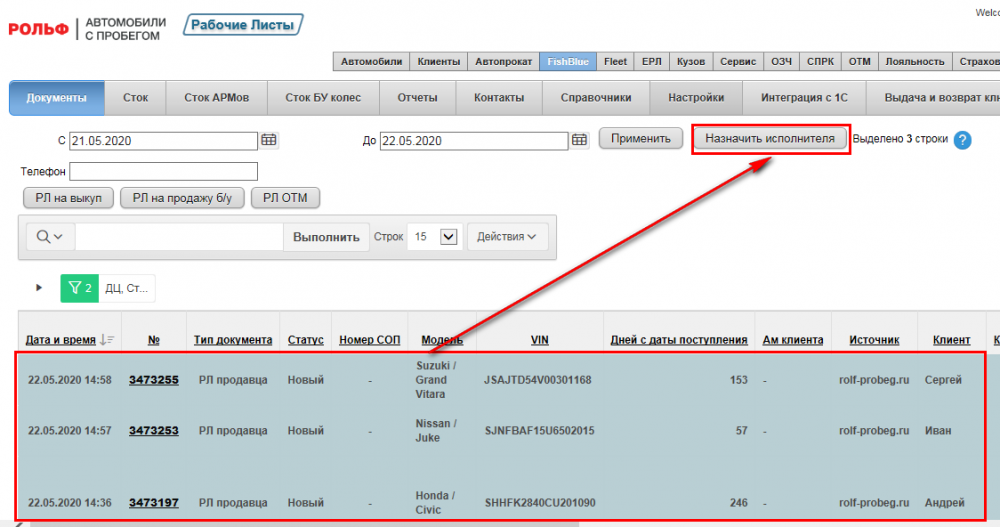 Welco
РОЛЬФ АВТОМОБИЛИ С ПРОБЕГОМ
Рабочие Листы
Автомобили Клиенты Автопрокат FishBluc Fleet ЕРЛ Кузов Сервис ОЗЧ СПРК ОТМ Лояльность Страхов
Документы Сток Сток АРМов Сток БУ колес Отчеты Контакты Справочники Настройки Интеграция с 1С Выдача и возврат клю
С 21.05.2020 До 22.05.2020 Применить Назначить исполнителя Выделено 3 строки ?
Телефон
РЛ на выкуп РЛ на продажу б/у РЛ ОТМ
Выполнить Строк 15 Действия
2 ДЦ, Ст...
Дата и время № Тип документа Статус Номер СОП Модель VIN Дней с даты поступления Ам клиента Источник Клиент К
22.05.2020 14:58 3473255 РЛ продавца Новый - Suzuki / Grand Vitara JSAJTD54V00301168 153 - rolf-probeg.ru Сергей
22.05.2020 14:57 3473253 РЛ продавца Новый - Nissan / Juke SJNFBAF15U6502015 57 - rolf-probeg.ru Иван
22.05.2020 14:36 3473197 РЛ продавца Новый - Honda / Civic SHHFK2840CU201090 246 - rolf-probeg.ru Андрей